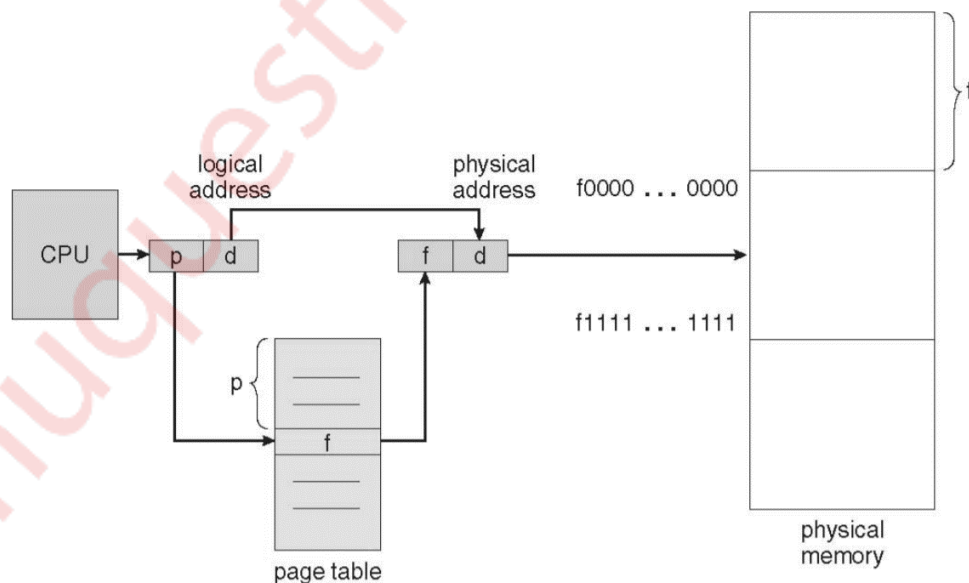 logical
address
physical
address
f0000 ... 0000
f
CPU
p
d
f
d
f1111 ... 1111
p
f
page table
physical
memory